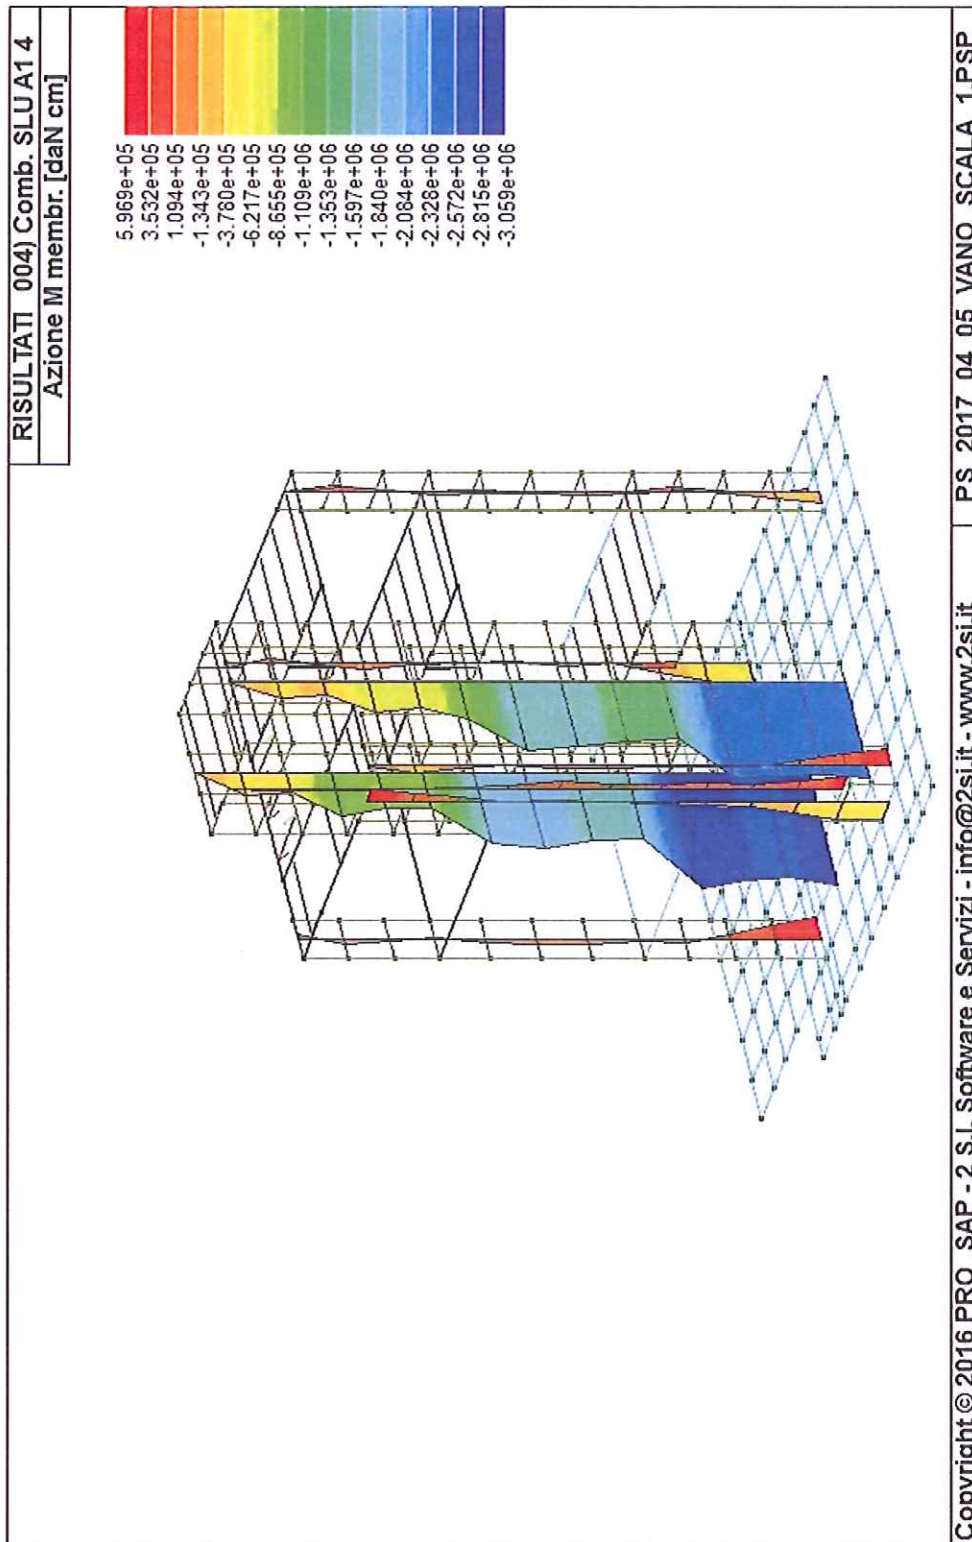 RISULTATI 004) Comb. SLU A1 4
Azione M membr. [daN cm]
5.969e+05
3.532e+05
1.094e+05
-1.343e+05
-3.780e+05
-6.217e+05
-8.655e+05
-1.109e+06
-1.353e+06
-1.597e+06
-1.840e+06
-2.084e+06
-2.328e+06
-2.572e+06
-2.815e+06
-3.059e+06
Copyright © 2016 PRO_SAP - 2 S.I. Software e Servizi - info@2si.it - www.2si.it
PS_2017_04_05_VANO_SCALA_1.PSP